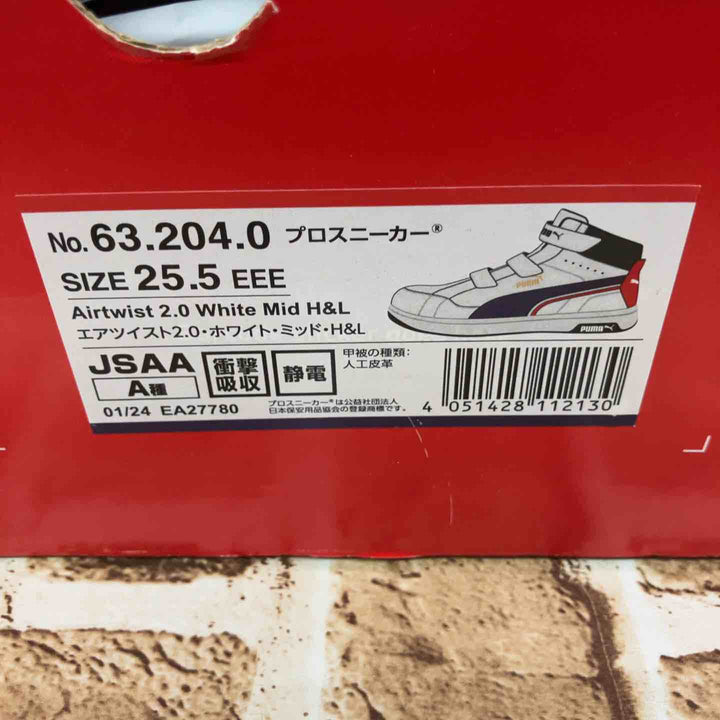 No.63.204.0 プロスニーカー®
SIZE 25.5 EEE
Airtwist 2.0 White Mid H&L
エアツイスト2.0・ホワイト・ミッド・H&L
JSAA
A種
衝撃
吸収
静電
甲被の種類:
人工皮革
プロスニーカー®は公益社団法人
日本保安用品協会の登録商標です。
01/24 EA27780
PUMA
4 051428 112130